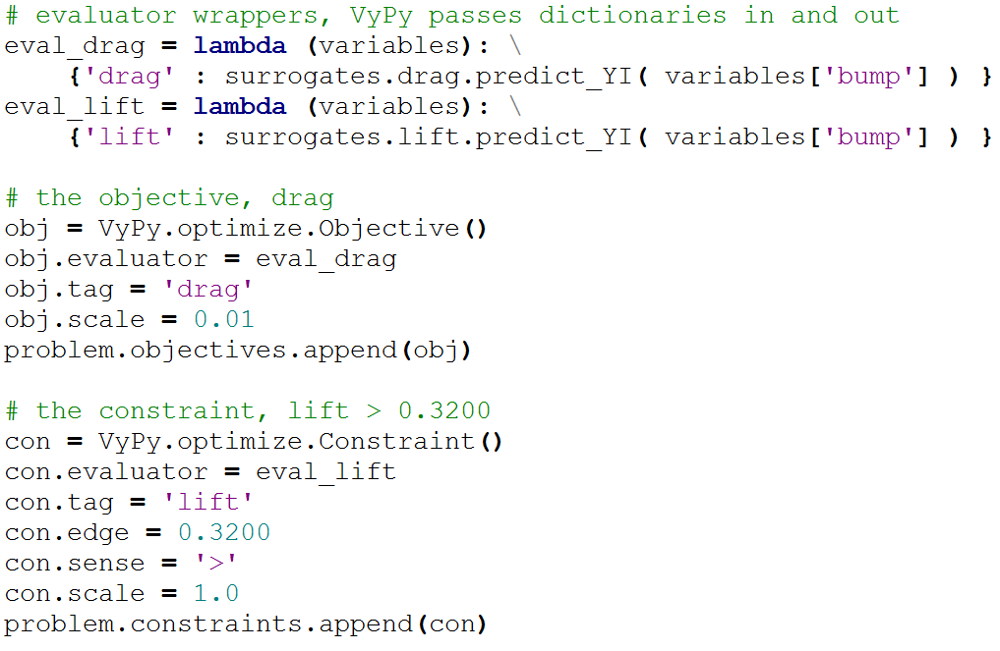 # evaluator wrappers, VyPy passes dictionaries in and out
eval_drag = lambda (variables): \
    {'drag' : surrogates.drag.predict_YI( variables['bump'] ) }
eval_lift = lambda (variables): \
    {'lift' : surrogates.lift.predict_YI( variables['bump'] ) }

# the objective, drag
obj = VyPy.optimize.Objective()
obj.evaluator = eval_drag
obj.tag = 'drag'
obj.scale = 0.01
problem.objectives.append(obj)

# the constraint, lift > 0.3200
con = VyPy.optimize.Constraint()
con.evaluator = eval_lift
con.tag = 'lift'
con.edge = 0.3200
con.sense = '>'
con.scale = 1.0
problem.constraints.append(con)